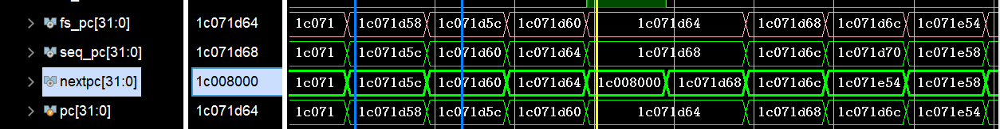 fs_pc[31:0] 1c071d64 1c071 1c071d58 1c071d5c 1c071d60 1c071d64 1c071d68 1c071d6c 1c071e54
seq_pc[31:0] 1c071d68 1c071 1c071d5c 1c071d60 1c071d64 1c071d68 1c071d6c 1c071d70 1c071e58
nextpc[31:0] 1c008000 1c071 1c071d5c 1c071d60 1c071d64 1c008000 1c071d68 1c071d6c 1c071e54 1c071e58
pc[31:0] 1c071d64 1c071 1c071d58 1c071d5c 1c071d60 1c071d64 1c071d68 1c071d6c 1c071e54